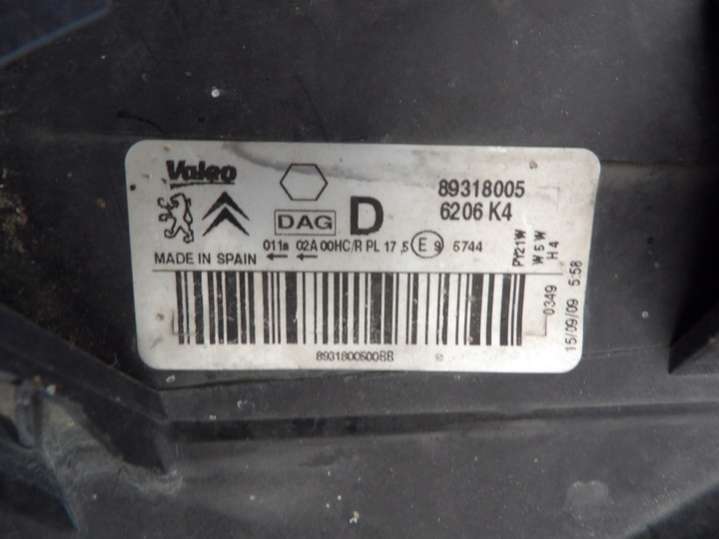 Valeo
89318005
DAG
D
6206 K4
011a 02A 00HC/R PL 17,5 E 9 5744
MADE IN SPAIN
PY21W
W5W
H4
0349
15/09/09 5:58
8931800500BB